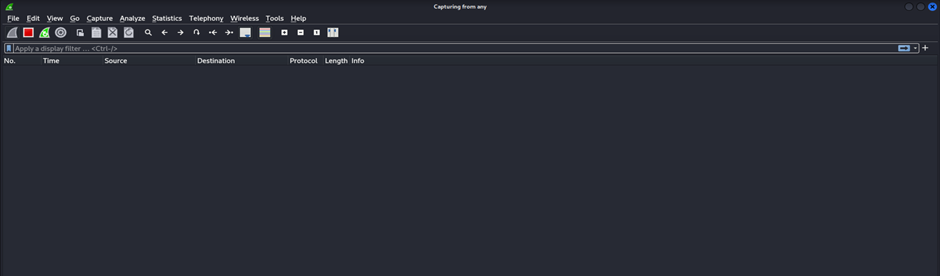 Capturing from any
File Edit View Go Capture Analyze Statistics Telephony Wireless Tools Help
Apply a display filter ... <Ctrl-/>
No. Time Source Destination Protocol Length Info